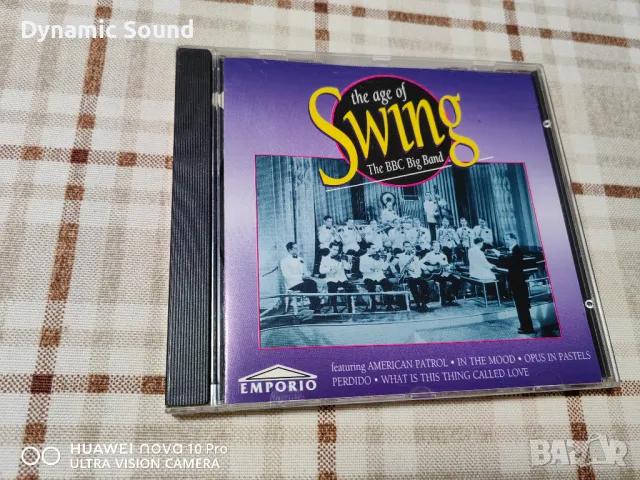 Dynamic Sound
the age of
Swing
The BBC Big Band
featuring AMERICAN PATROL • IN THE MOOD • OPUS IN PASTELS
PERDIDO • WHAT IS THIS THING CALLED LOVE
EMPORIO
HUAWEI nova 10 Pro
ULTRA VISION CAMERA
BAZAR